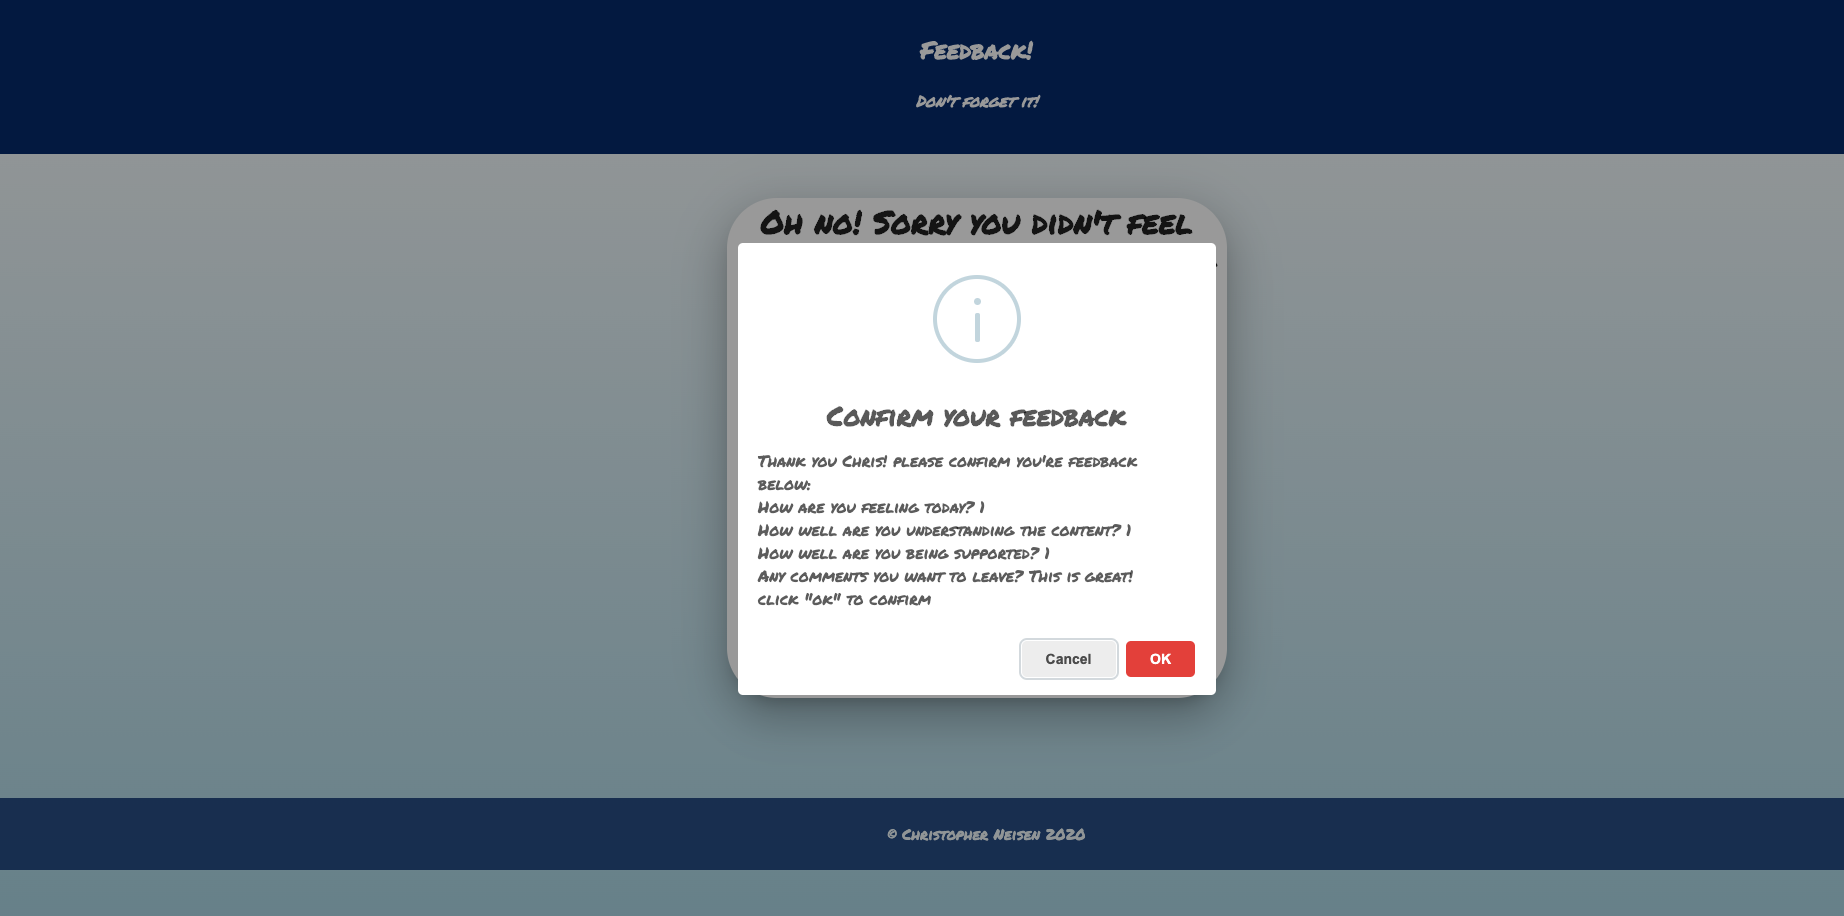 Feedback!
Don't forget it!
Oh no! Sorry you didn't feel
Confirm your feedback
Thank you Chris! please confirm you're feedback
below:
How are you feeling today? 1
How well are you understanding the content? 1
How well are you being supported? 1
Any comments you want to leave? This is great!
click "ok" to confirm
Cancel OK
© Christopher Neisen 2020